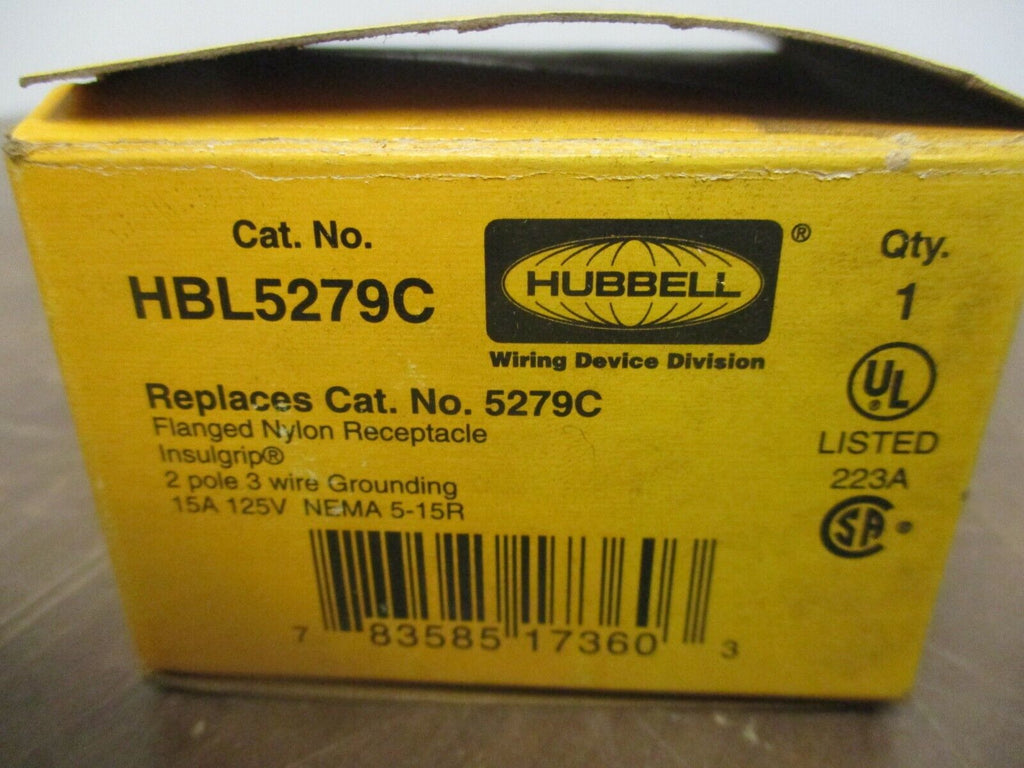 Cat. No.
HBL5279C
HUBBELL®
Wiring Device Division
Qty.
1
Replaces Cat. No. 5279C
Flanged Nylon Receptacle
Insulgrip®
2 pole 3 wire Grounding
15A 125V NEMA 5-15R
UL®
LISTED
223A
SA®
7 83585 17360 3